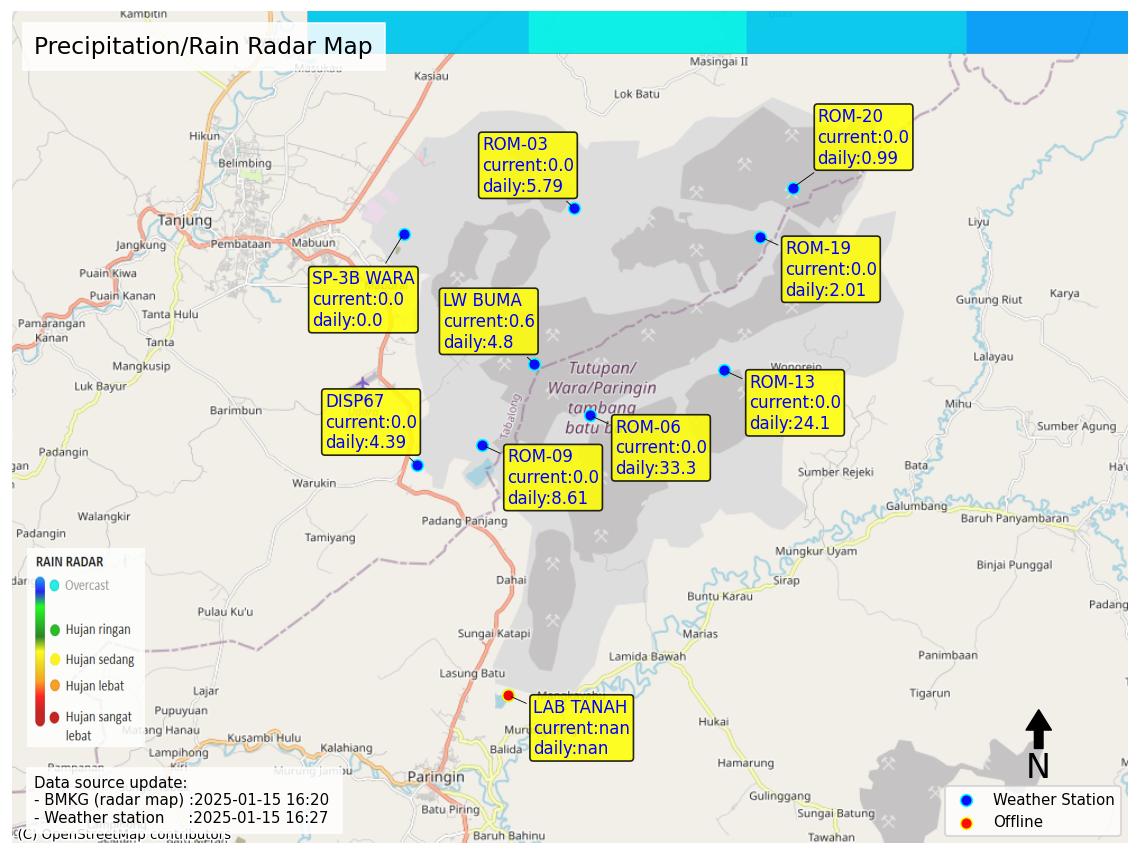 Kambitin
Precipitation/Rain Radar Map
Masukau
Kasiau
Masingai II
Lok Batu
Hikun
Belimbing
ROM-20
current:0.0
daily:0.99
ROM-03
current:0.0
daily:5.79
Tanjung
Jangkung
Pembataan
Mabuun
Liyu
ROM-19
current:0.0
daily:2.01
Puain Kiwa
Puain Kanan
SP-3B WARA
current:0.0
daily:0.0
LW BUMA
current:0.6
daily:4.8
Gunung Riut
Karya
Pamarangan
Kanan
Tanta Hulu
Tanta
Mangkusip
Luk Bayur
Tutupan/
Wara/Paringin
tambang
batu b
Wonorejo
Lalayau
ROM-13
current:0.0
daily:24.1
Barimbun
DISP67
current:0.0
daily:4.39
Tabalong
ROM-06
current:0.0
daily:33.3
Mihu
Sumber Agung
Padangin
gan
ROM-09
current:0.0
daily:8.61
Warukin
Sumber Rejeki
Bata
Galumbang
Walangkir
Padangin
Padang Panjang
Baruh Panyambaran
Tamiyang
Mungkur Uyam
Binjai Punggal
RAIN RADAR
Overcast
Hujan ringan
Hujan sedang
Hujan lebat
Hujan sangat
lebat
dar
Dahai
Sirap
Buntu Karau
Padang
Pulau Ku'u
Sungai Katapi
Marias
Lamida Bawah
Panimbaan
Lasung Batu
Lajar
Tigarun
Pupuyuan
LAB TANAH
current:nan
daily:nan
Matang Hanau
Kusambi Hulu
Lampihong
Kalahiang
Muru
Balida
Hukai
Hamarung
N
Murung Jambu
Paringin
Data source update:
- BMKG (radar map) :2025-01-15 16:20
- Weather station :2025-01-15 16:27
(C) OpenStreetMap contributors
Batu Piring
Gulinggang
Sungai Batung
Baruh Bahinu
Tawahan
Weather Station
Offline